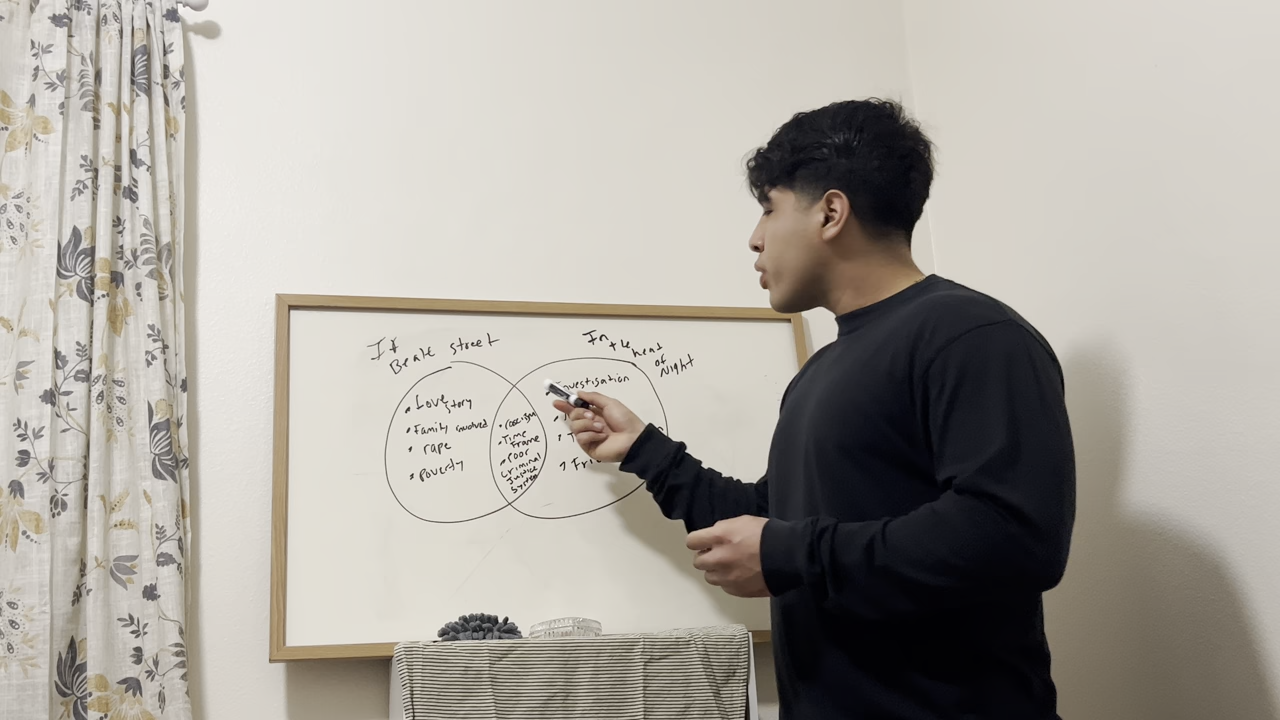 If
Beale street
In the heat
of
Night
• Love
story
• Family involved
• rape
• poverty
• racism
• Time
frame
• poor
criminal
Justice
System
Investigation